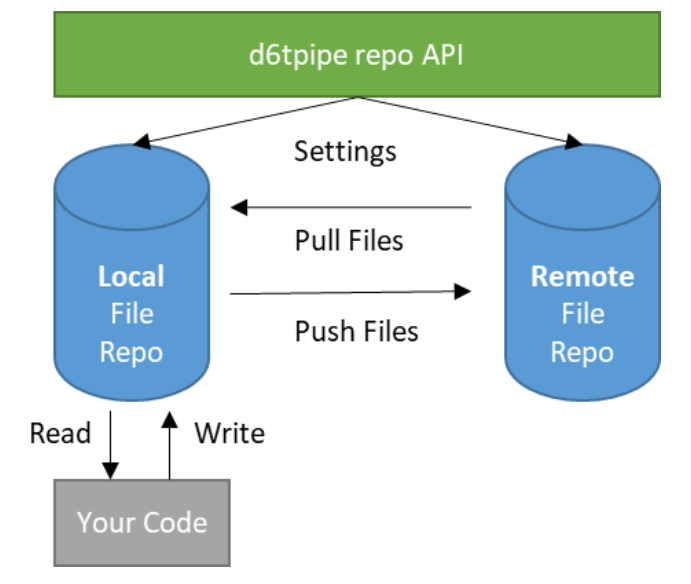 d6tpipe repo API
Settings
Pull Files
Push Files
Local
File
Repo
Remote
File
Repo
Read
Write
Your Code